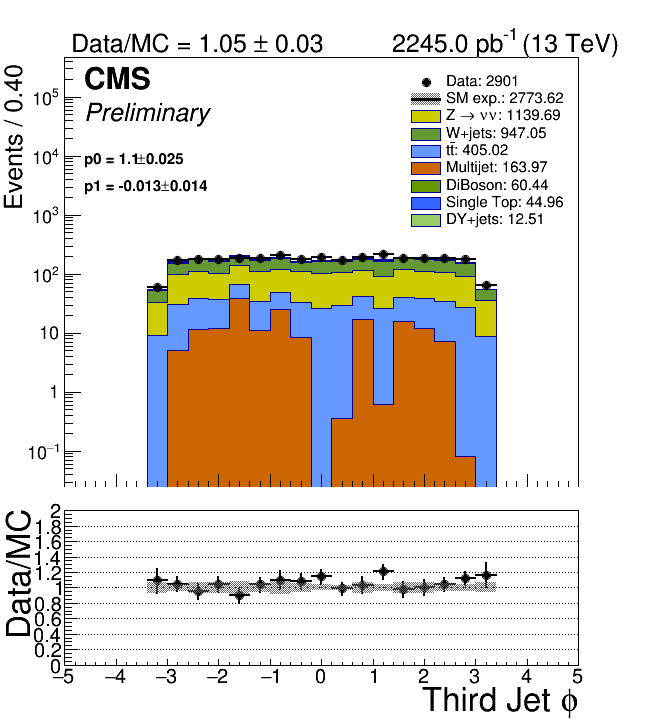 Data/MC = 1.05 ± 0.03 2245.0 pb⁻¹ (13 TeV)
CMS
Preliminary
p0 = 1.1±0.025
p1 = -0.013±0.014
Data: 2901
SM exp.: 2773.62
Z → νν: 1139.69
W+jets: 947.05
tt̄: 405.02
Multijet: 163.97
DiBoson: 60.44
Single Top: 44.96
DY+jets: 12.51
Events / 0.40
10⁵
10⁴
10³
10²
10
1
10⁻¹
Data/MC
2
1.8
1.6
1.4
1.2
1
0.8
0.6
0.4
0.2
0
−5 −4 −3 −2 −1 0 1 2 3 4 5
Third Jet ϕ